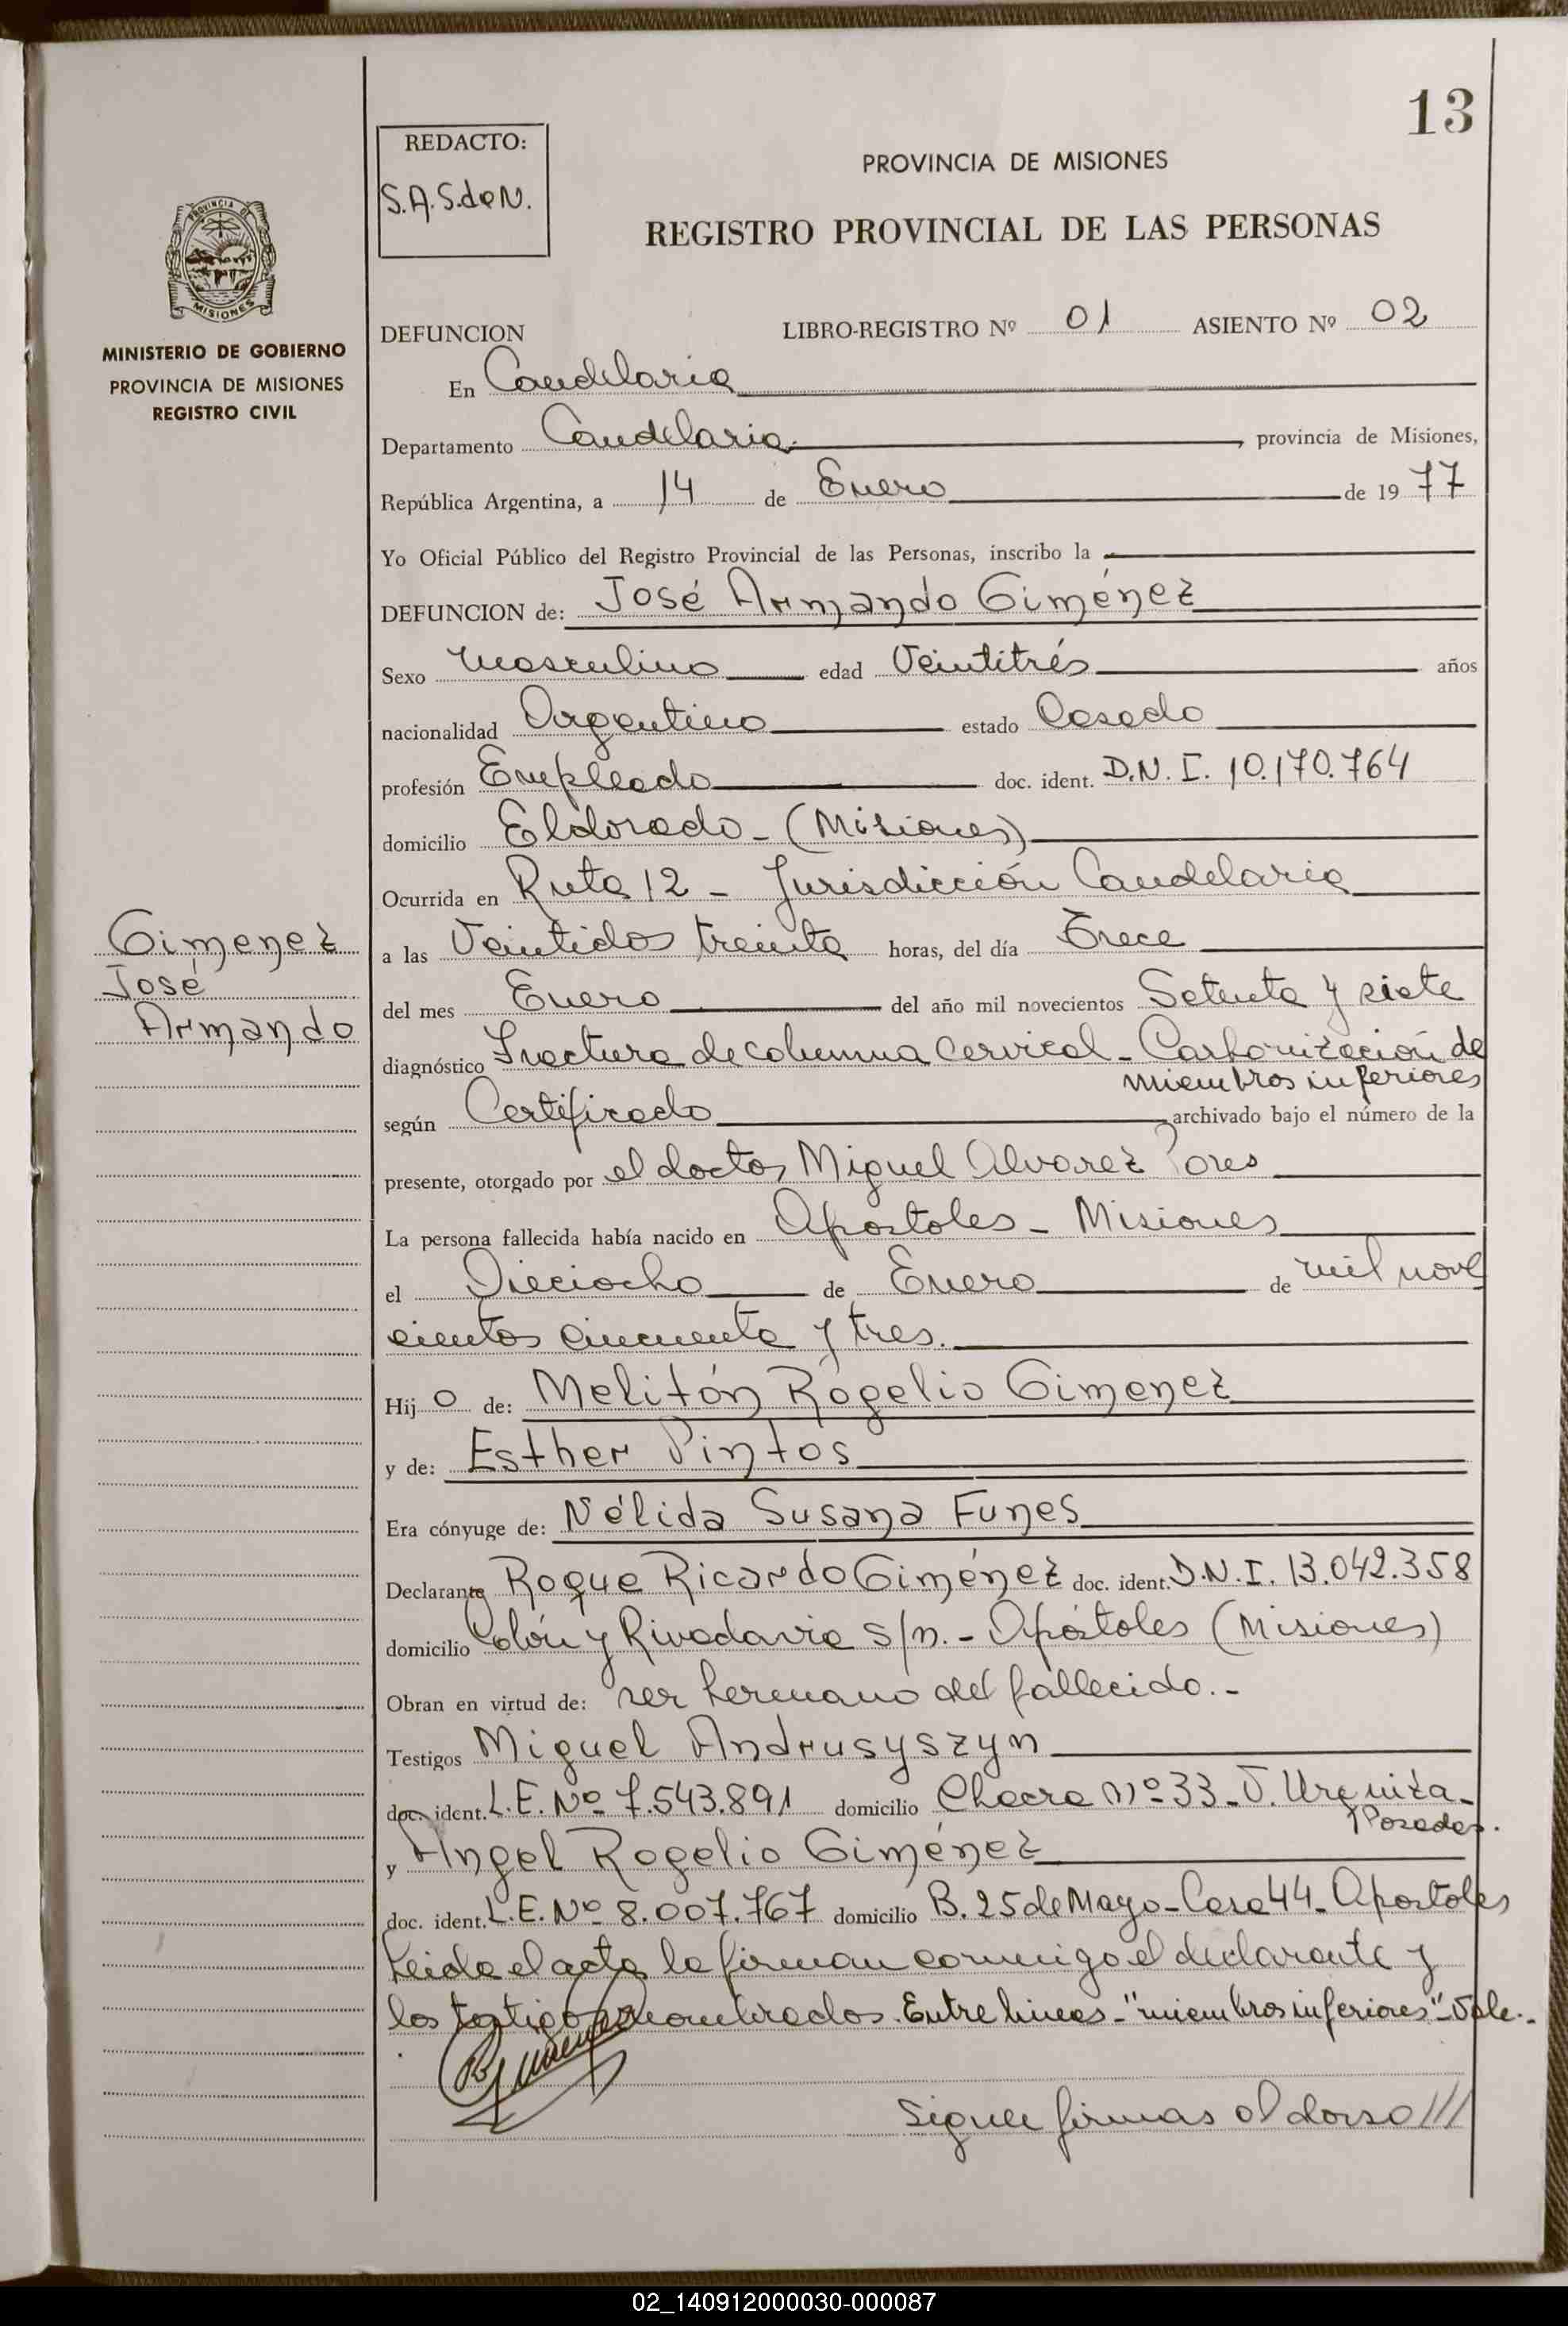 13
REDACTO:
S.A.S.deN.
PROVINCIA DE MISIONES
REGISTRO PROVINCIAL DE LAS PERSONAS
PROVINCIA DE
MISIONES
MINISTERIO DE GOBIERNO
PROVINCIA DE MISIONES
REGISTRO CIVIL
DEFUNCION LIBRO-REGISTRO Nº 01 ASIENTO Nº 02
En Candelaria
Departamento Candelaria, provincia de Misiones,
República Argentina, a 14 de Enero de 1977
Yo Oficial Público del Registro Provincial de las Personas, inscribo la
DEFUNCION de: José Armando Giménez
Sexo masculino edad Veintitrés años
nacionalidad Argentino estado Casado
profesión Empleado doc. ident. D.N.I. 10.170.764
domicilio Eldorado - (Misiones)
Ocurrida en Ruta 12 - Jurisdicción Candelaria
Gimenez
José
Armando
a las Veintidos treinta horas, del día Trece
del mes Enero del año mil novecientos Setenta y siete
diagnóstico Fractura de columna cervical - Carbonización de
miembros inferiores
según Certificado archivado bajo el número de la
presente, otorgado por el doctor Miguel Alvarez
La persona fallecida había nacido en Apostoles - Misiones
el Dieciocho de Enero de mil nove
cientos cincuenta y tres.
Hijo de: Melitón Rogelio Gimenez
y de: Esther Pintos
Era cónyuge de: Nélida Susana Funes
Declarante Roque Ricardo Giménez doc. ident. D.N.I. 13.042.358
domicilio Colón y Rivadavia s/n. - Apóstoles (Misiones)
Obran en virtud de: ser hermano del fallecido. -
Testigos Miguel Andrusyszyn
doc. ident. L.E. Nº 7.543.891 domicilio Chacra Nº 33 - J. Urquiza -
Posadas.
y Angel Rogelio Giménez
doc. ident. L.E. Nº 8.007.767 domicilio B. 25 de Mayo - Casa 44 - Apostoles
Leida el acta la firman conmigo el declarante y
los testigos nombrados. Entre lineas - "miembros inferiores" - Vale. -
Siguen firmas al dorso ///
02_140912000030-000087